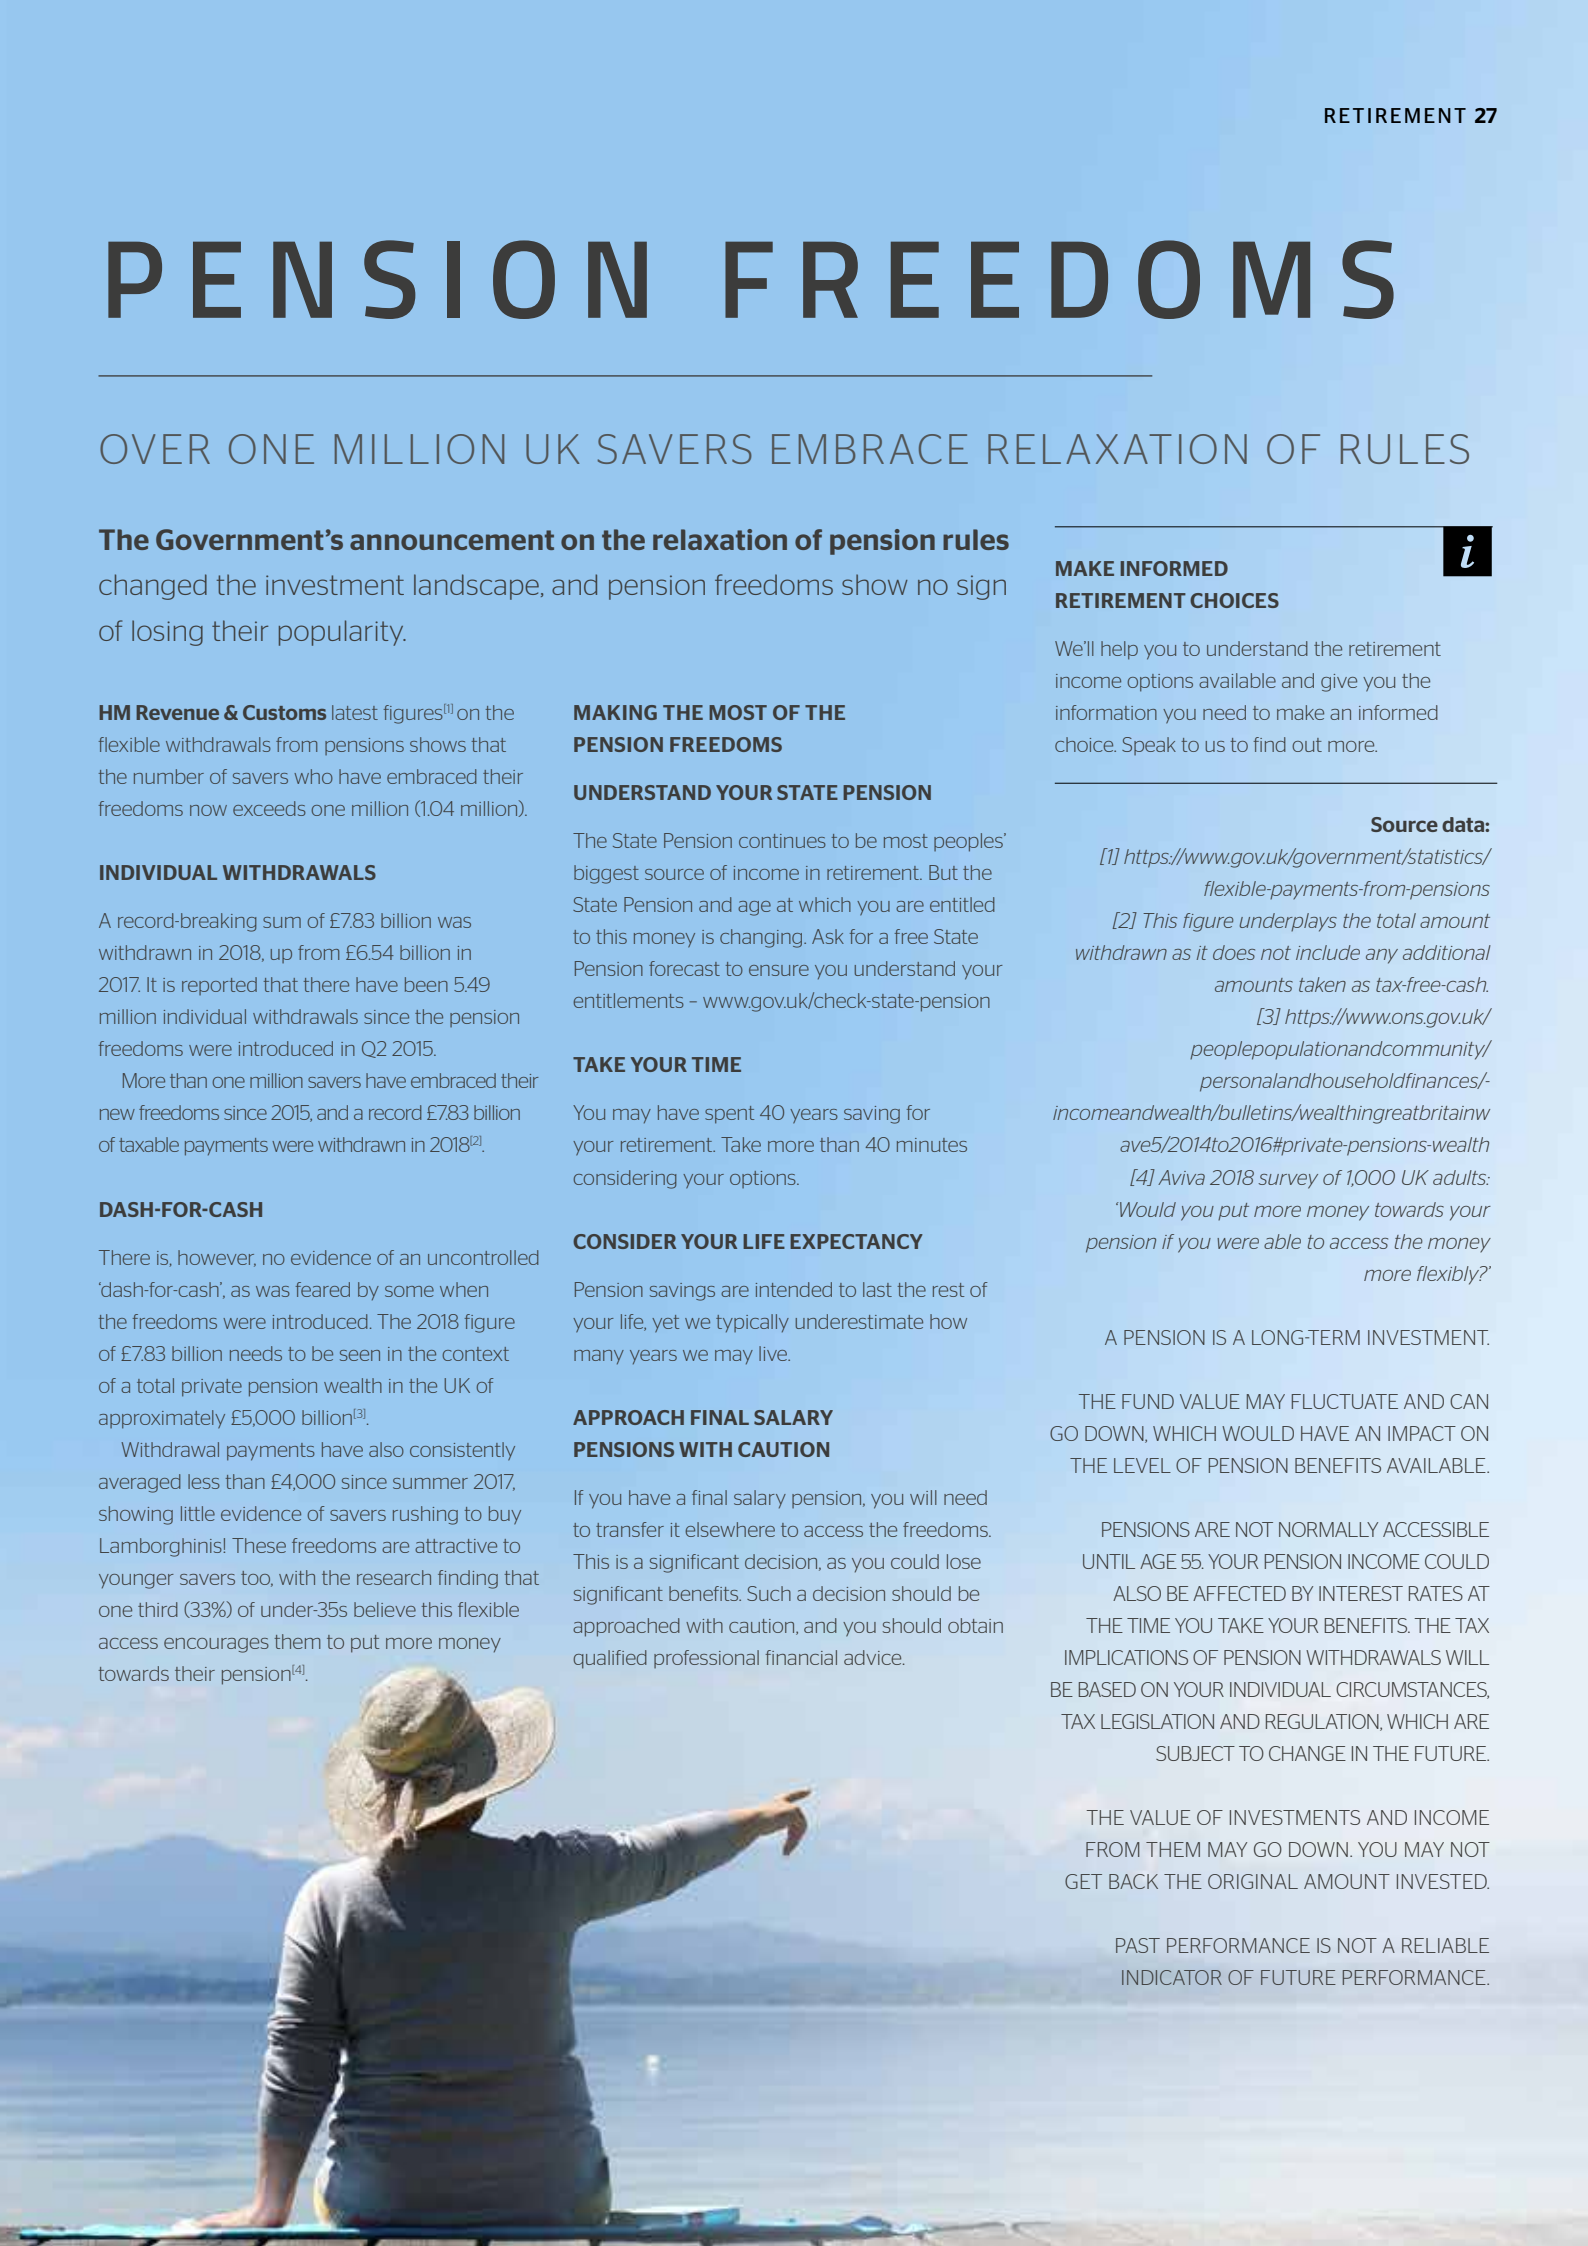 RETIREMENT 27
PENSION FREEDOMS
OVER ONE MILLION UK SAVERS EMBRACE RELAXATION OF RULES
The Government’s announcement on the relaxation of pension rules
changed the investment landscape, and pension freedoms show no sign
of losing their popularity.
HM Revenue & Customs latest figures[1] on the
flexible withdrawals from pensions shows that
the number of savers who have embraced their
freedoms now exceeds one million (1.04 million).
INDIVIDUAL WITHDRAWALS
A record-breaking sum of £7.83 billion was
withdrawn in 2018, up from £6.54 billion in
2017. It is reported that there have been 5.49
million individual withdrawals since the pension
freedoms were introduced in Q2 2015.
More than one million savers have embraced their
new freedoms since 2015, and a record £7.83 billion
of taxable payments were withdrawn in 2018[2].
DASH-FOR-CASH
There is, however, no evidence of an uncontrolled
‘dash-for-cash’, as was feared by some when
the freedoms were introduced. The 2018 figure
of £7.83 billion needs to be seen in the context
of a total private pension wealth in the UK of
approximately £5,000 billion[3].
Withdrawal payments have also consistently
averaged less than £4,000 since summer 2017,
showing little evidence of savers rushing to buy
Lamborghinis! These freedoms are attractive to
younger savers too, with the research finding that
one third (33%) of under-35s believe this flexible
access encourages them to put more money
towards their pension[4].
MAKING THE MOST OF THE
PENSION FREEDOMS
UNDERSTAND YOUR STATE PENSION
The State Pension continues to be most peoples’
biggest source of income in retirement. But the
State Pension and age at which you are entitled
to this money is changing. Ask for a free State
Pension forecast to ensure you understand your
entitlements – www.gov.uk/check-state-pension
TAKE YOUR TIME
You may have spent 40 years saving for
your retirement. Take more than 40 minutes
considering your options.
CONSIDER YOUR LIFE EXPECTANCY
Pension savings are intended to last the rest of
your life, yet we typically underestimate how
many years we may live.
APPROACH FINAL SALARY
PENSIONS WITH CAUTION
If you have a final salary pension, you will need
to transfer it elsewhere to access the freedoms.
This is a significant decision, as you could lose
significant benefits. Such a decision should be
approached with caution, and you should obtain
qualified professional financial advice.
i
MAKE INFORMED
RETIREMENT CHOICES
We’ll help you to understand the retirement
income options available and give you the
information you need to make an informed
choice. Speak to us to find out more.
Source data:
[1] https://www.gov.uk/government/statistics/
flexible-payments-from-pensions
[2] This figure underplays the total amount
withdrawn as it does not include any additional
amounts taken as tax-free-cash.
[3] https://www.ons.gov.uk/
peoplepopulationandcommunity/
personalandhouseholdfinances/-
incomeandwealth/bulletins/wealthingreatbritainw
ave5/2014to2016#private-pensions-wealth
[4] Aviva 2018 survey of 1,000 UK adults:
‘Would you put more money towards your
pension if you were able to access the money
more flexibly?’
A PENSION IS A LONG-TERM INVESTMENT.
THE FUND VALUE MAY FLUCTUATE AND CAN
GO DOWN, WHICH WOULD HAVE AN IMPACT ON
THE LEVEL OF PENSION BENEFITS AVAILABLE.
PENSIONS ARE NOT NORMALLY ACCESSIBLE
UNTIL AGE 55. YOUR PENSION INCOME COULD
ALSO BE AFFECTED BY INTEREST RATES AT
THE TIME YOU TAKE YOUR BENEFITS. THE TAX
IMPLICATIONS OF PENSION WITHDRAWALS WILL
BE BASED ON YOUR INDIVIDUAL CIRCUMSTANCES,
TAX LEGISLATION AND REGULATION, WHICH ARE
SUBJECT TO CHANGE IN THE FUTURE.
THE VALUE OF INVESTMENTS AND INCOME
FROM THEM MAY GO DOWN. YOU MAY NOT
GET BACK THE ORIGINAL AMOUNT INVESTED.
PAST PERFORMANCE IS NOT A RELIABLE
INDICATOR OF FUTURE PERFORMANCE.